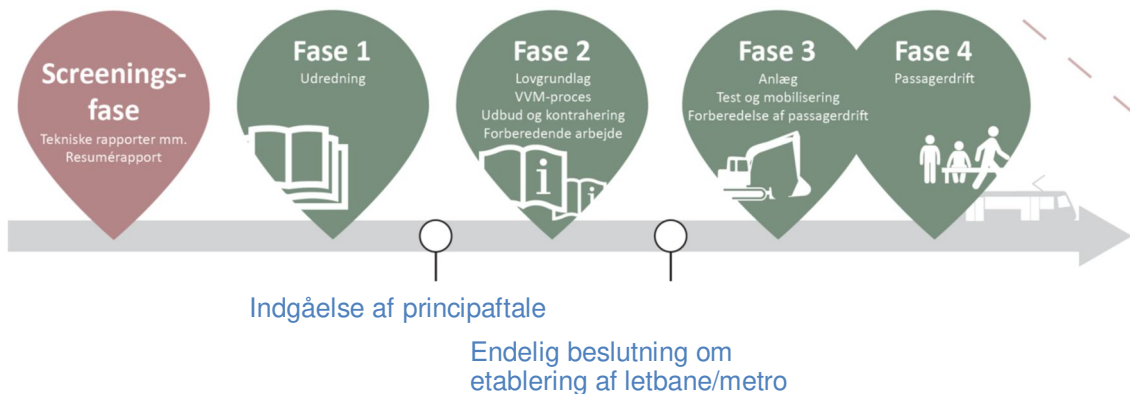 Screenings-
fase
Tekniske rapporter mm.
Resumérapport
Fase 1
Udredning
Fase 2
Lovgrundlag
VVM-proces
Udbud og kontrahering
Forberedende arbejde
Fase 3
Anlæg
Test og mobilisering
Forberedelse af passagerdrift
Fase 4
Passagerdrift
Indgåelse af principaftale
Endelig beslutning om
etablering af letbane/metro